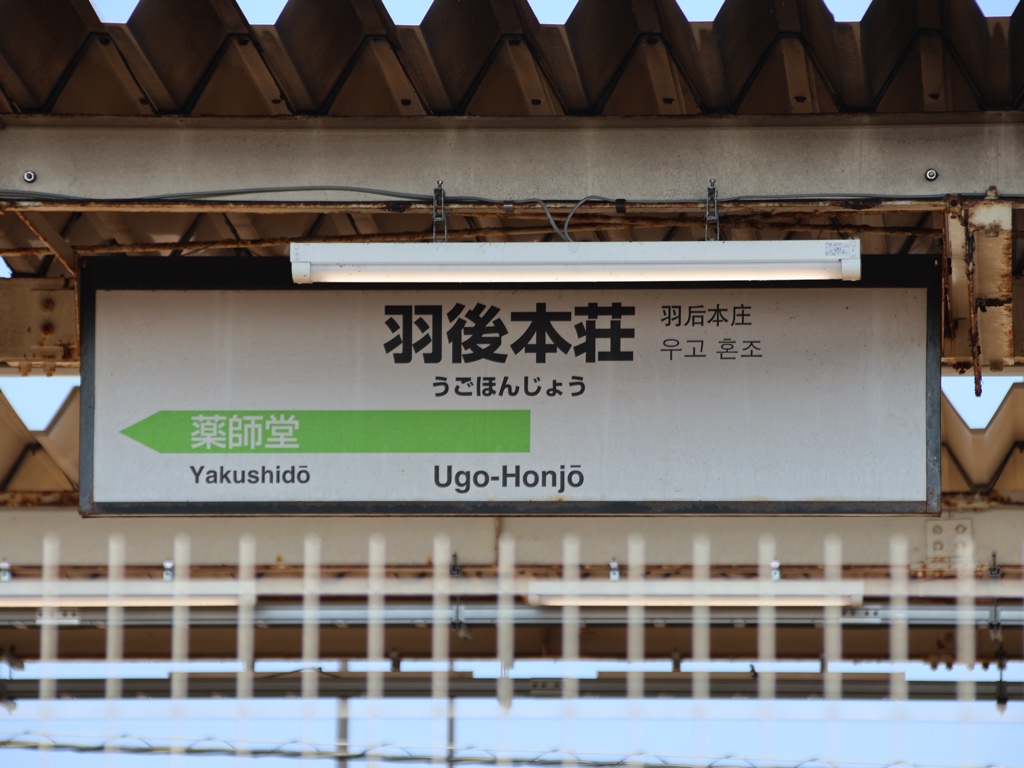 羽後本荘
羽后本庄
우고 혼조
うごほんじょう
薬師堂
Yakushidō
Ugo-Honjō